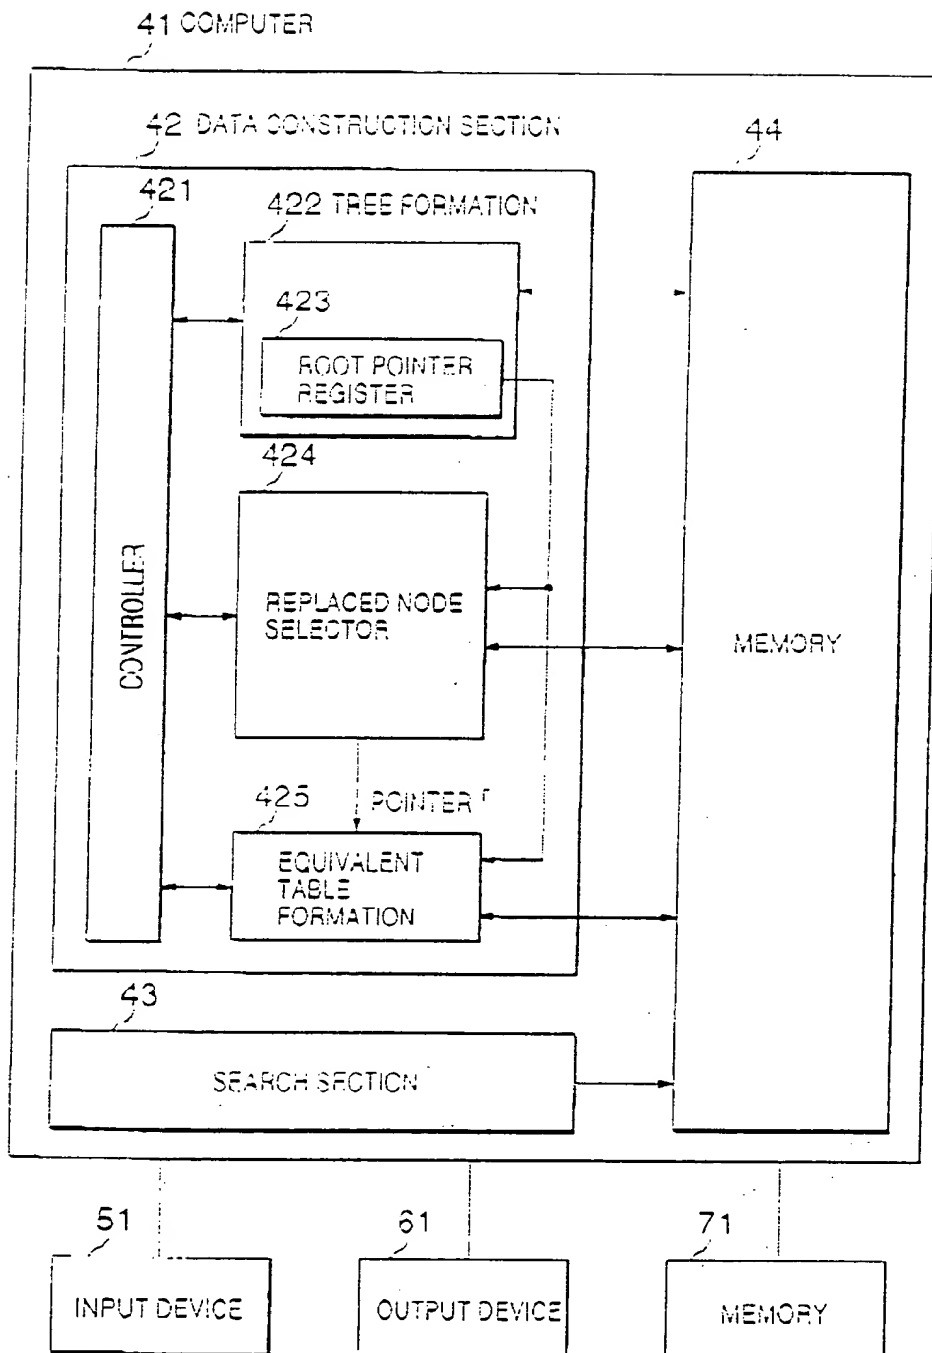 41 COMPUTER
42 DATA CONSTRUCTION SECTION
44
421
422 TREE FORMATION
423
ROOT POINTER
REGISTER
424
CONTROLLER
REPLACED NODE
SELECTOR
MEMORY
POINTER
425
EQUIVALENT
TABLE
FORMATION
43
SEARCH SECTION
51
61
71
INPUT DEVICE
OUTPUT DEVICE
MEMORY